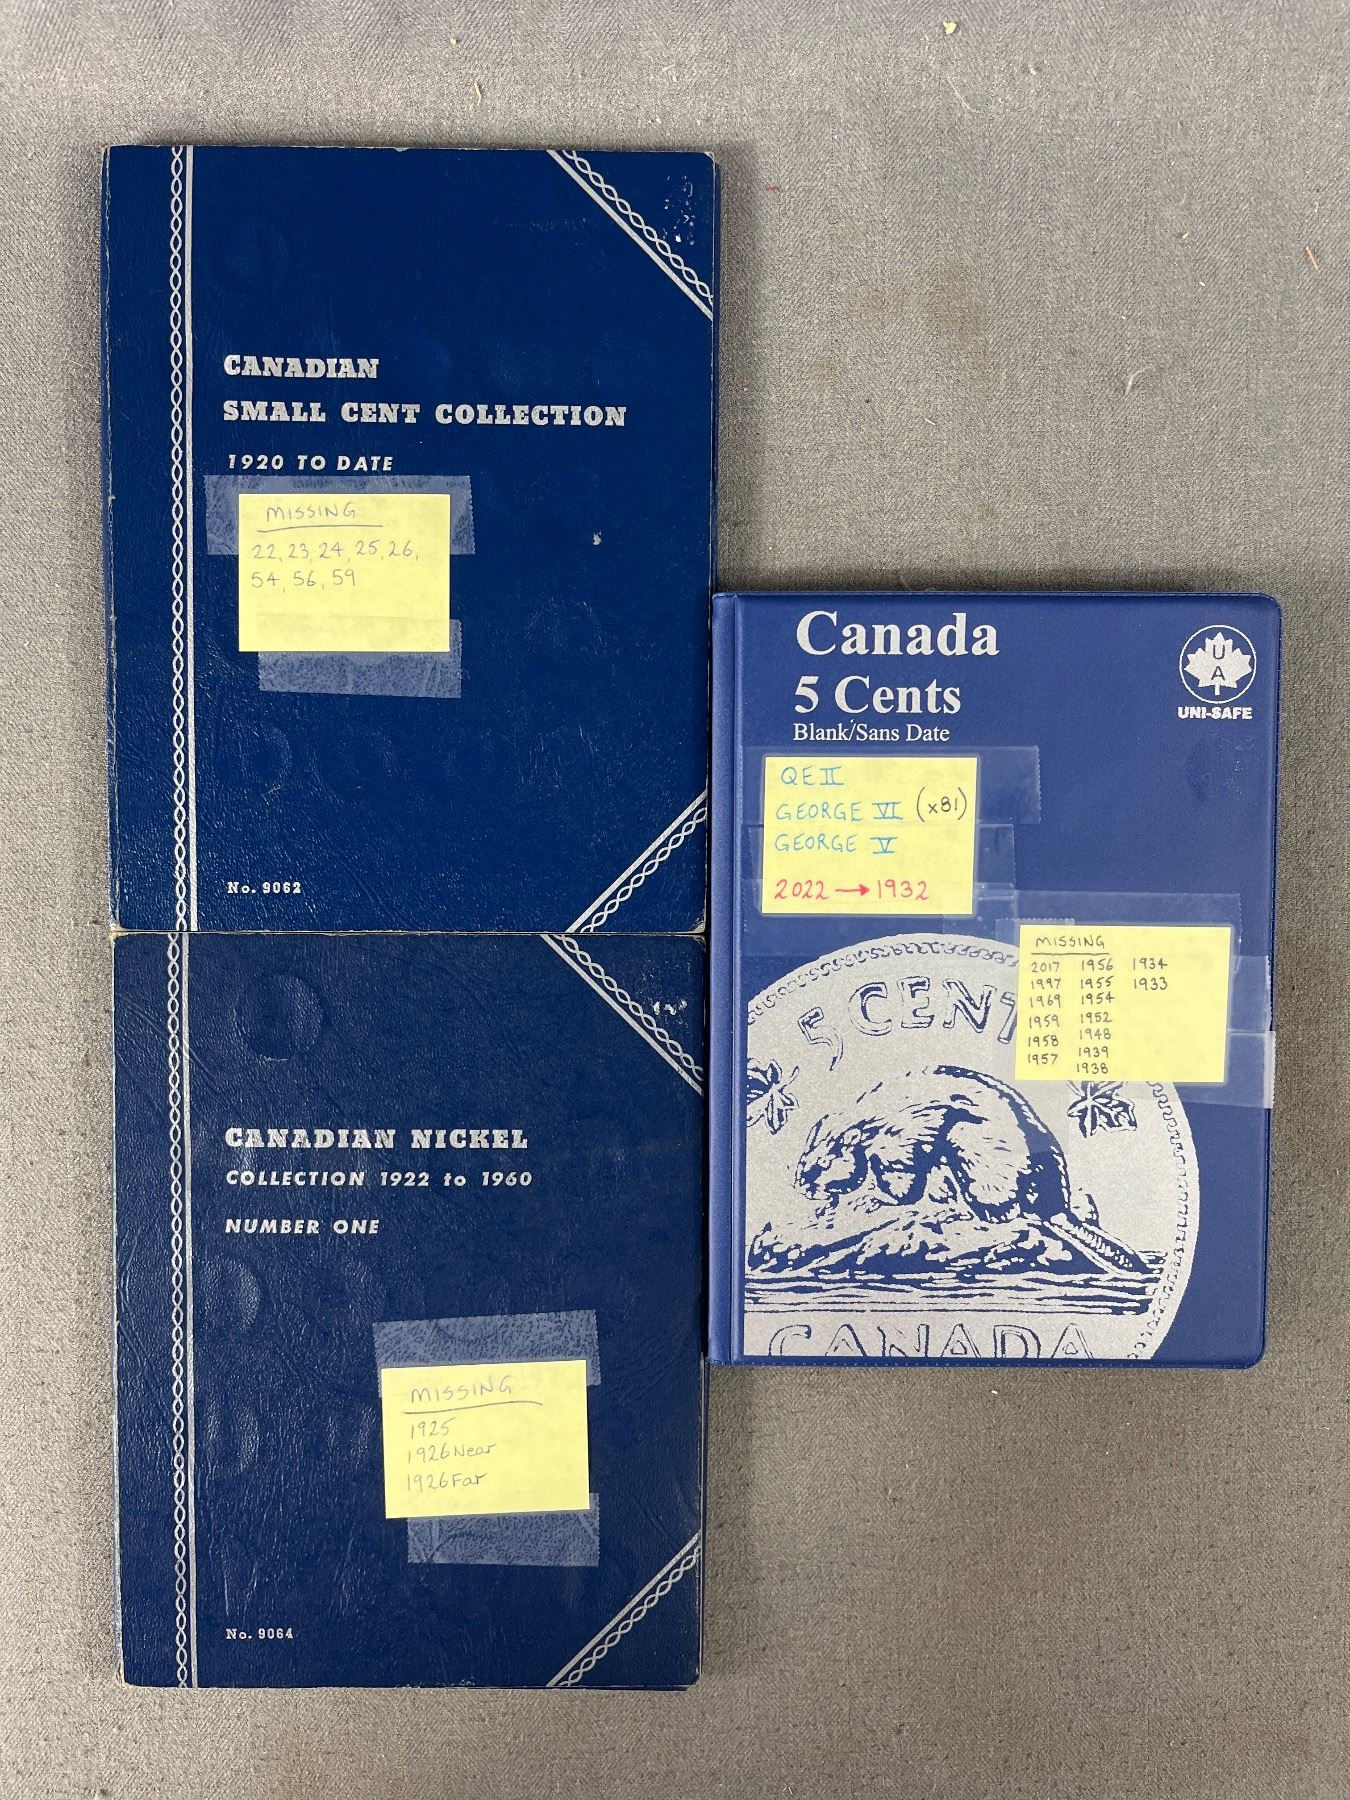 CANADIAN
SMALL CENT COLLECTION
1920 TO DATE
MISSING
22, 23, 24, 25, 26,
54, 56, 59
No. 9062
CANADIAN NICKEL
COLLECTION 1922 to 1960
NUMBER ONE
MISSING
1925
1926 Near
1926 Far
No. 9064
Canada
5 Cents
Blank/Sans Date
U
A
UNI-SAFE
QE II
GEORGE VI (x81)
GEORGE V
2022 → 1932
MISSING
2017 1956 1934
1997 1955 1933
1969 1954
1959 1952
1958 1948
1957 1939
1938
5 CENT
CANADA